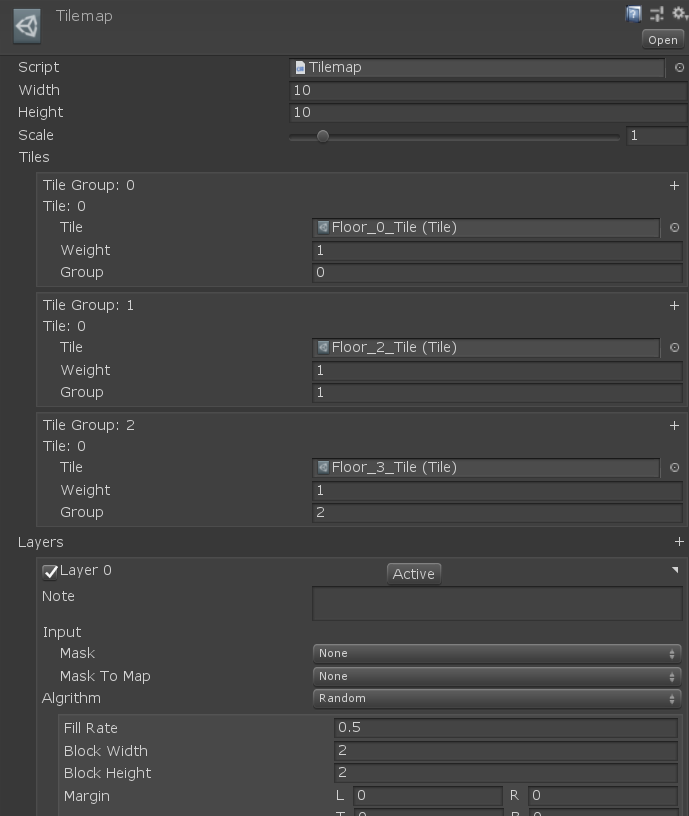 Tilemap
Open
Script Tilemap
Width 10
Height 10
Scale 1
Tiles
Tile Group: 0 +
Tile: 0
Tile Floor_0_Tile (Tile)
Weight 1
Group 0
Tile Group: 1 +
Tile: 0
Tile Floor_2_Tile (Tile)
Weight 1
Group 1
Tile Group: 2 +
Tile: 0
Tile Floor_3_Tile (Tile)
Weight 1
Group 2
Layers +
Layer 0 Active
Note
Input
Mask None
Mask To Map None
Algrithm Random
Fill Rate 0.5
Block Width 2
Block Height 2
Margin L 0 R 0